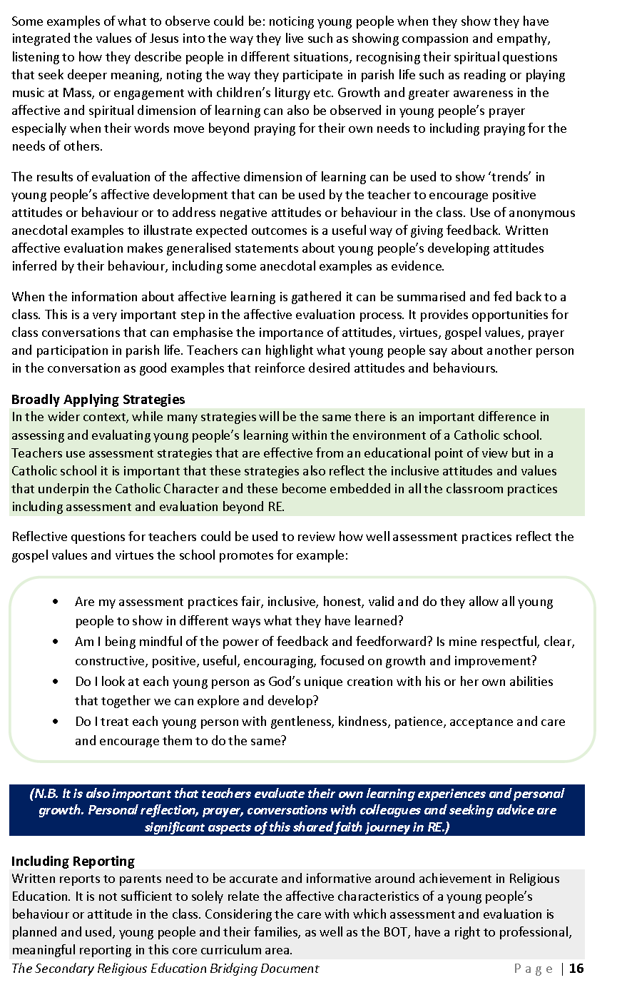 Some examples of what to observe could be: noticing young people when they show they have
integrated the values of Jesus into the way they live such as showing compassion and empathy,
listening to how they describe people in different situations, recognising their spiritual questions
that seek deeper meaning, noting the way they participate in parish life such as reading or playing
music at Mass, or engagement with children's liturgy etc. Growth and greater awareness in the
affective and spiritual dimension of learning can also be observed in young people's prayer
especially when their words move beyond praying for their own needs to including praying for the
needs of others.
The results of evaluation of the affective dimension of learning can be used to show 'trends' in
young people's affective development that can be used by the teacher to encourage positive
attitudes or behaviour or to address negative attitudes or behaviour in the class. Use of anonymous
anecdotal examples to illustrate expected outcomes is a useful way of giving feedback. Written
affective evaluation makes generalised statements about young people's developing attitudes
inferred by their behaviour, including some anecdotal examples as evidence.
When the information about affective learning is gathered it can be summarised and fed back to a
class. This is a very important step in the affective evaluation process. It provides opportunities for
class conversations that can emphasise the importance of attitudes, virtues, gospel values, prayer
and participation in parish life. Teachers can highlight what young people say about another person
in the conversation as good examples that reinforce desired attitudes and behaviours.
Broadly Applying Strategies
In the wider context, while many strategies will be the same there is an important difference in
assessing and evaluating young people's learning within the environment of a Catholic school.
Teachers use assessment strategies that are effective from an educational point of view but in a
Catholic school it is important that these strategies also reflect the inclusive attitudes and values
that underpin the Catholic Character and these become embedded in all the classroom practices
including assessment and evaluation beyond RE.
Reflective questions for teachers could be used to review how well assessment practices reflect the
gospel values and virtues the school promotes for example:
• Are my assessment practices fair, inclusive, honest, valid and do they allow all young
people to show in different ways what they have learned?
• Am I being mindful of the power of feedback and feedforward? Is mine respectful, clear,
constructive, positive, useful, encouraging, focused on growth and improvement?
• Do I look at each young person as God's unique creation with his or her own abilities
that together we can explore and develop?
• Do I treat each young person with gentleness, kindness, patience, acceptance and care
and encourage them to do the same?
(N.B. It is also important that teachers evaluate their own learning experiences and personal
growth. Personal reflection, prayer, conversations with colleagues and seeking advice are
significant aspects of this shared faith journey in RE.)
Including Reporting
Written reports to parents need to be accurate and informative around achievement in Religious
Education. It is not sufficient to solely relate the affective characteristics of a young people's
behaviour or attitude in the class. Considering the care with which assessment and evaluation is
planned and used, young people and their families, as well as the BOT, have a right to professional,
meaningful reporting in this core curriculum area.
The Secondary Religious Education Bridging Document Page | 16